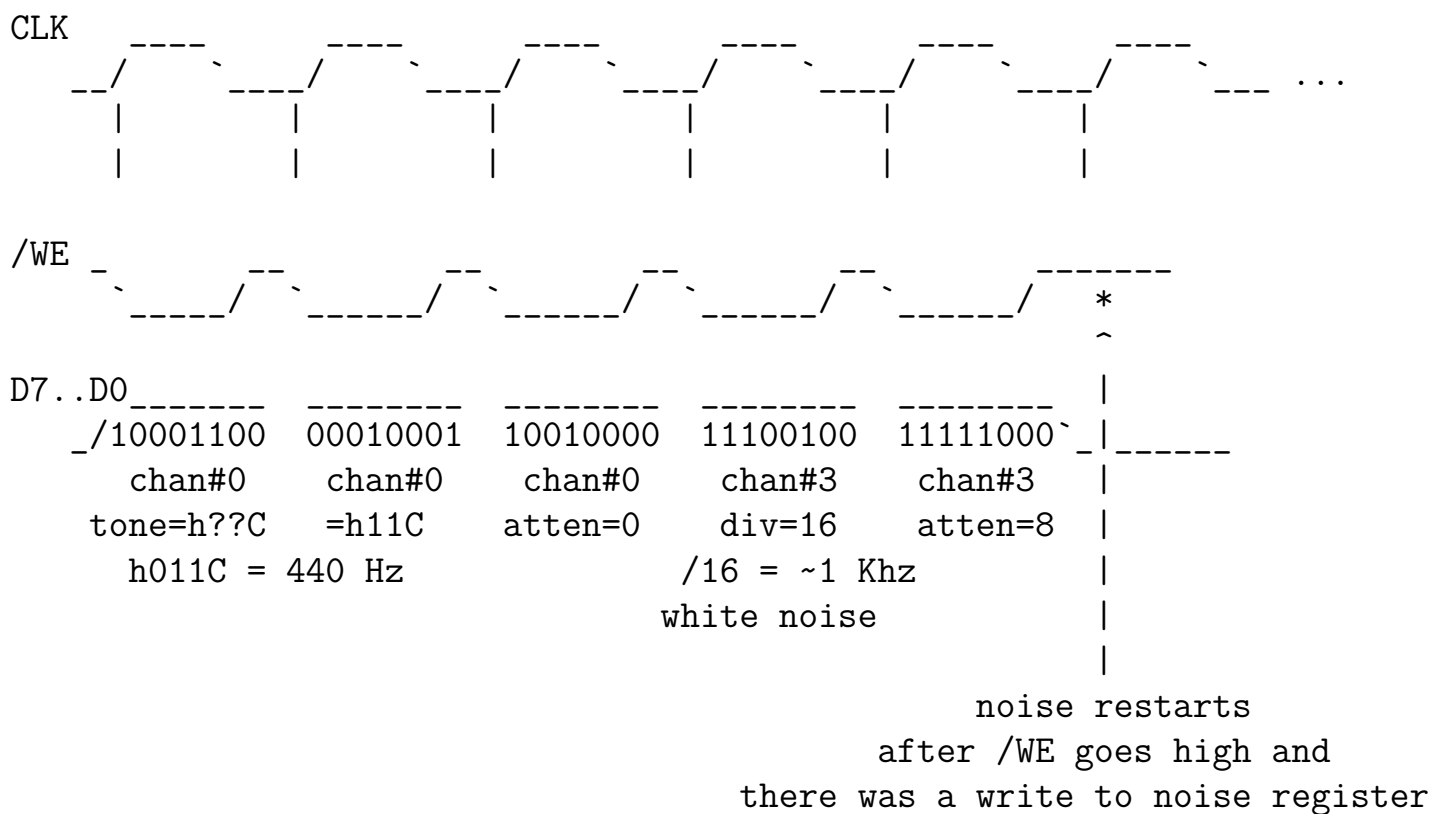 CLK
...
/WE
*
^
D7..D0
10001100 00010001 10010000 11100100 11111000
chan#0 chan#0 chan#0 chan#3 chan#3
tone=h??C =h11C atten=0 div=16 atten=8
h011C = 440 Hz /16 = ~1 Khz
white noise
noise restarts
after /WE goes high and
there was a write to noise register